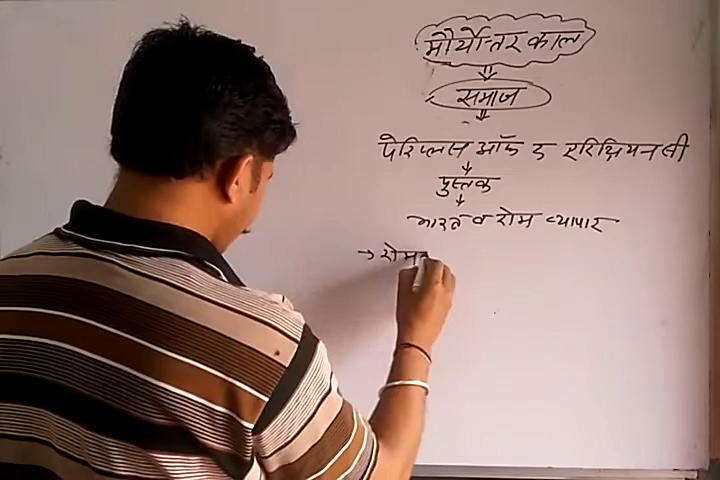 मौर्योत्तर काल
समाज
पेरिप्लस ऑफ द एरिथ्रियन सी
पुस्तक
भारत व रोम व्यापार
→ रोम